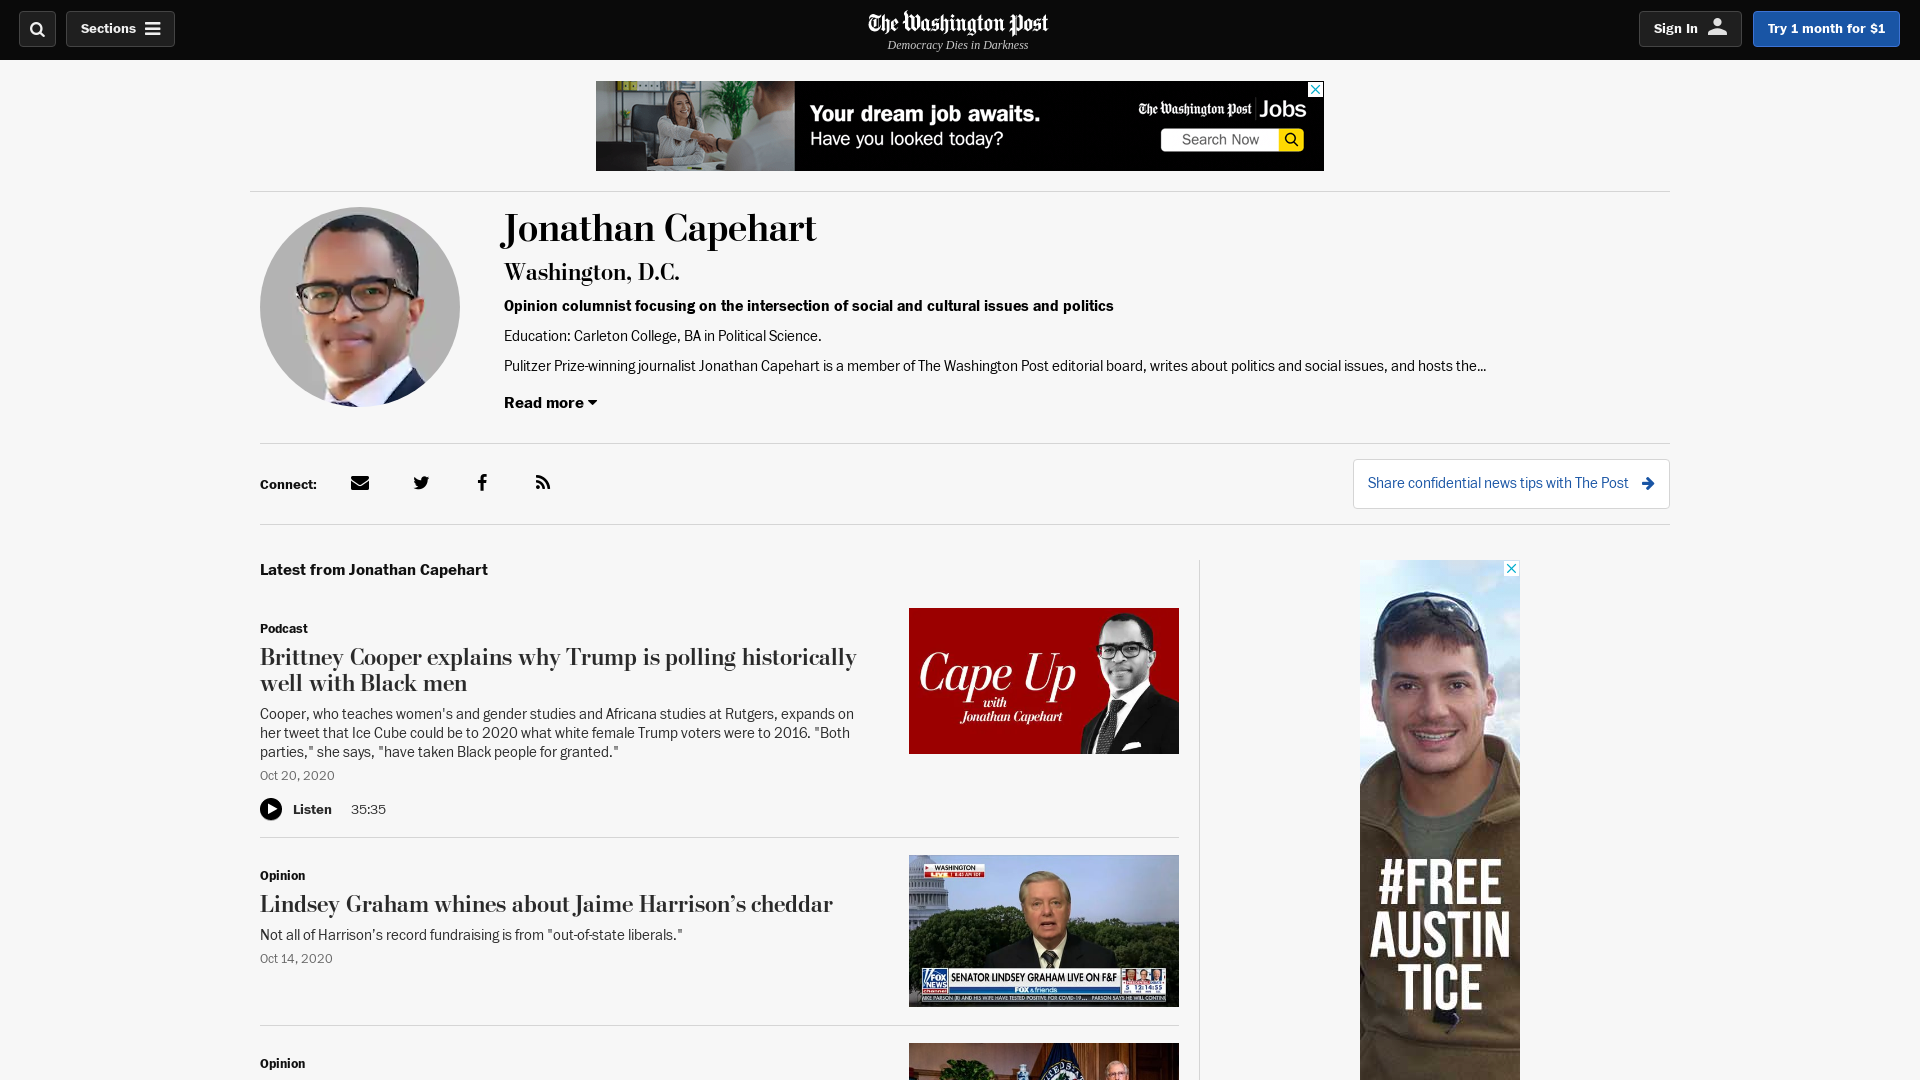 Sections
The Washington Post
Democracy Dies in Darkness
Sign In
Try 1 month for $1
Your dream job awaits.
Have you looked today?
The Washington Post Jobs
Search Now
Jonathan Capehart
Washington, D.C.
Opinion columnist focusing on the intersection of social and cultural issues and politics
Education: Carleton College, BA in Political Science.
Pulitzer Prize-winning journalist Jonathan Capehart is a member of The Washington Post editorial board, writes about politics and social issues, and hosts the...
Read more
Connect:
Share confidential news tips with The Post
Latest from Jonathan Capehart
Podcast
Brittney Cooper explains why Trump is polling historically
well with Black men
Cooper, who teaches women's and gender studies and Africana studies at Rutgers, expands on
her tweet that Ice Cube could be to 2020 what white female Trump voters were to 2016. "Both
parties," she says, "have taken Black people for granted."
Oct 20, 2020
Listen 35:35
Cape Up
with
Jonathan Capehart
Opinion
Lindsey Graham whines about Jaime Harrison’s cheddar
Not all of Harrison’s record fundraising is from "out-of-state liberals."
Oct 14, 2020
WASHINGTON
LIVE
FOX
NEWS
channel
SENATOR LINDSEY GRAHAM LIVE ON F&F
FOX & friends
12:14:55
#FREE
AUSTIN
TICE
Opinion